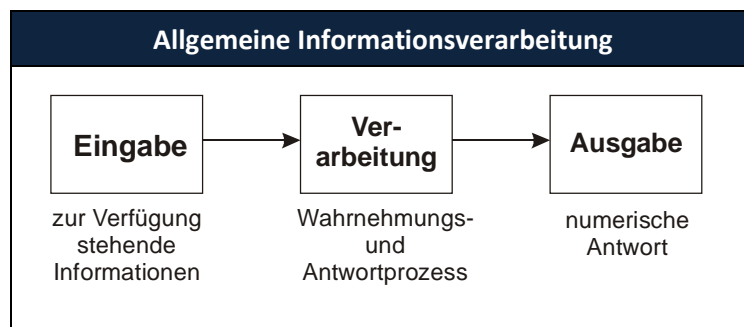 Allgemeine Informationsverarbeitung
Eingabe
Ver-
arbeitung
Ausgabe
zur Verfügung
stehende
Informationen
Wahrnehmungs-
und
Antwortprozess
numerische
Antwort